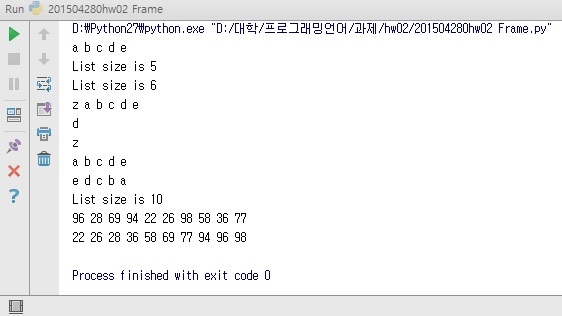 Run 201504280hw02 Frame
D:\Python27\python.exe "D:/대학/프로그래밍언어/과제/hw02/201504280hw02 Frame.py"
a b c d e
List size is 5
List size is 6
z a b c d e
d
z
a b c d e
e d c b a
List size is 10
96 28 69 94 22 26 98 58 36 77
22 26 28 36 58 69 77 94 96 98
Process finished with exit code 0